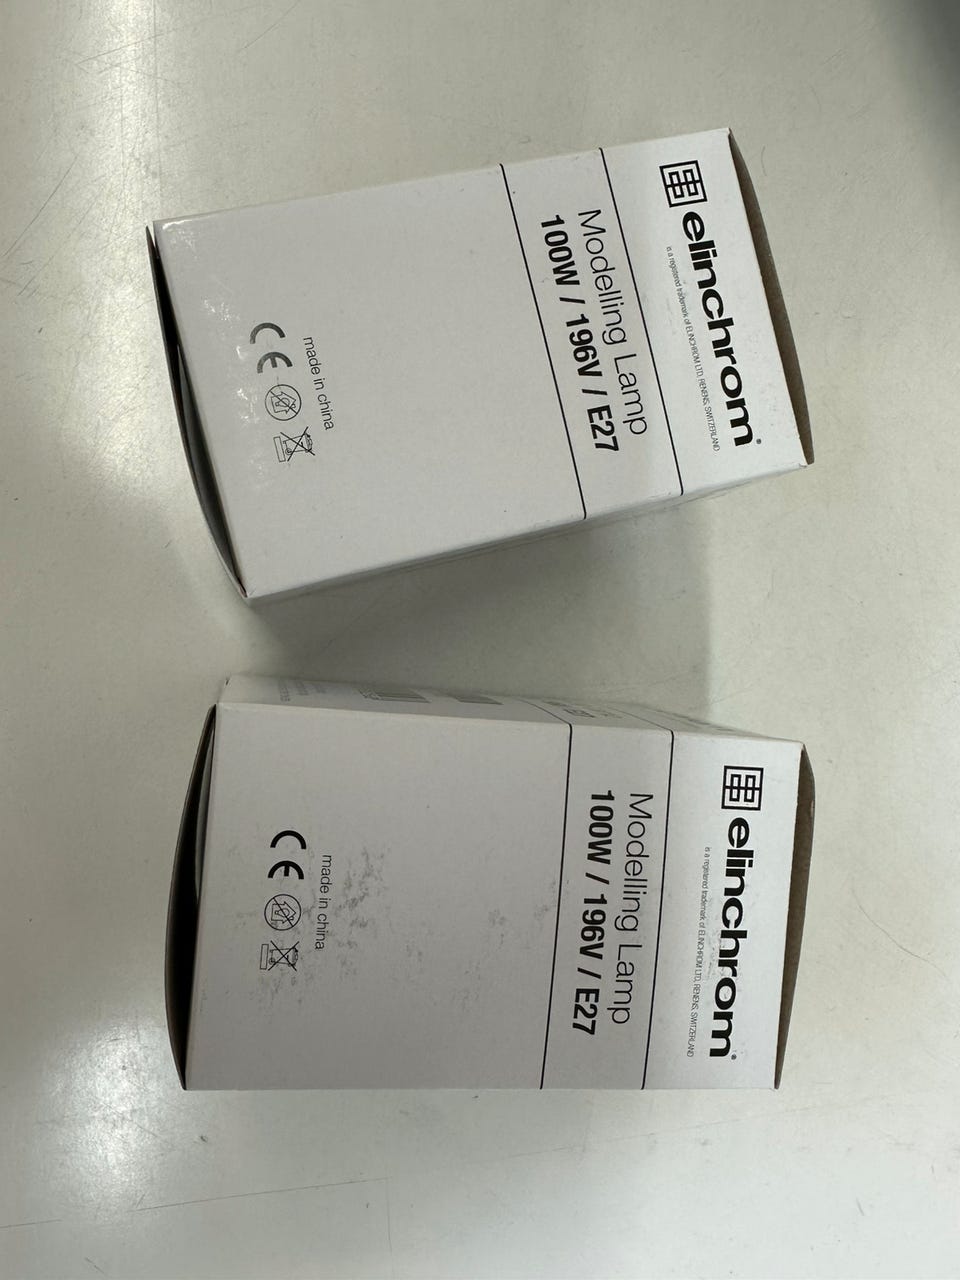 elinchrom®
is a registered trademark of ELINCHROM LTD, RENENS, SWITZERLAND
Modelling Lamp
100W / 196V / E27
made in china
CE
elinchrom®
is a registered trademark of ELINCHROM LTD, RENENS, SWITZERLAND
Modelling Lamp
100W / 196V / E27
made in china
CE